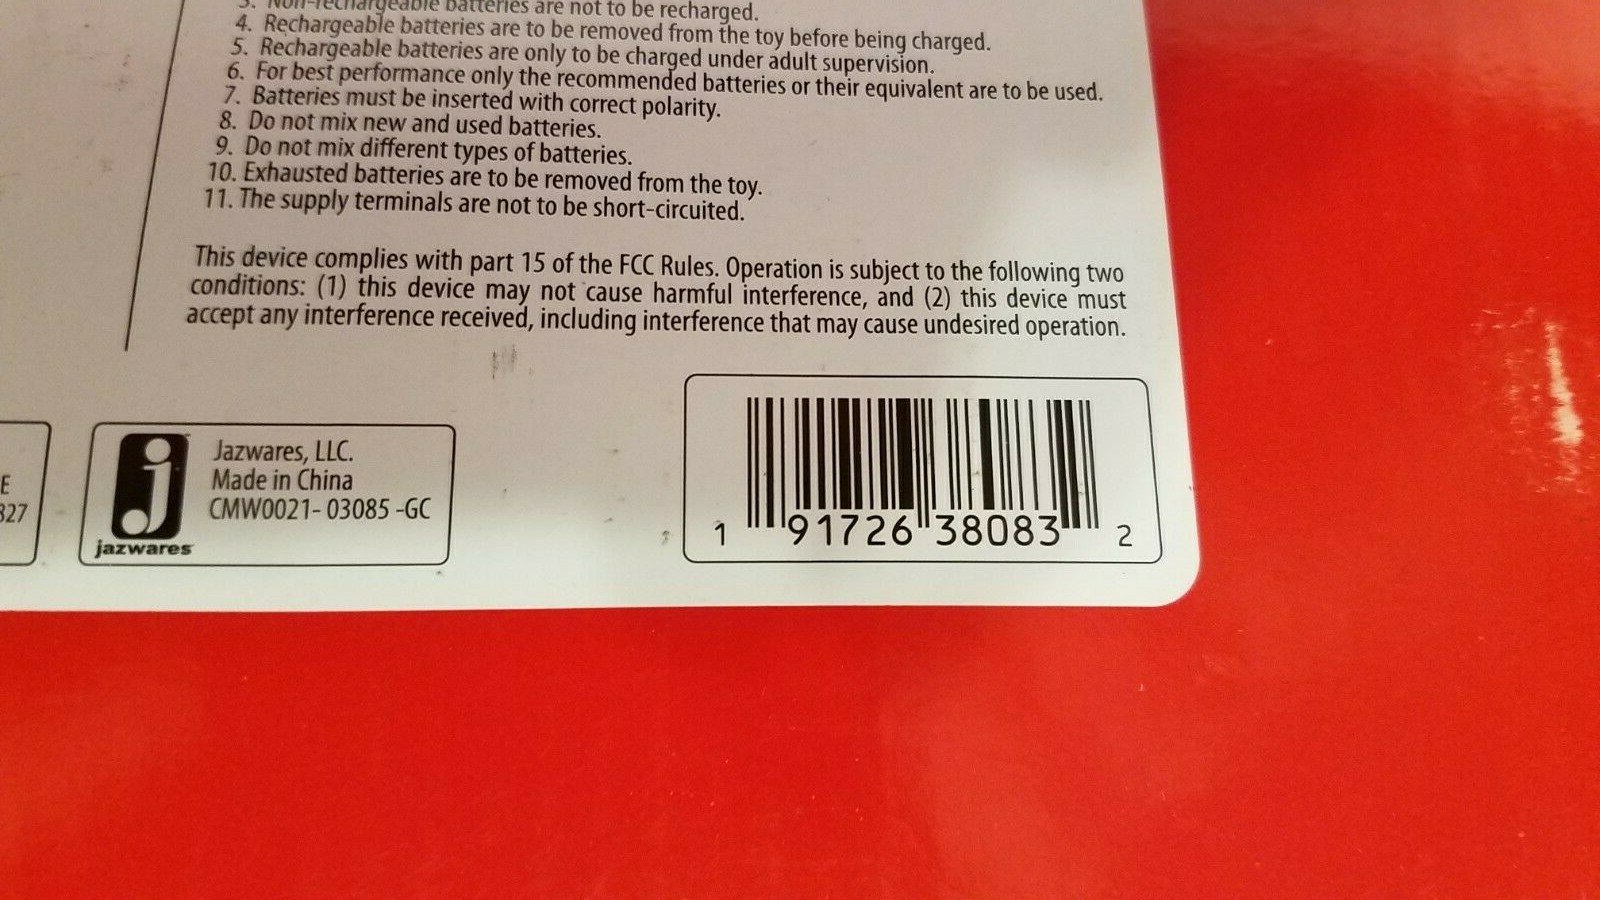 3. Non-rechargeable batteries are not to be recharged.
4. Rechargeable batteries are to be removed from the toy before being charged.
5. Rechargeable batteries are only to be charged under adult supervision.
6. For best performance only the recommended batteries or their equivalent are to be used.
7. Batteries must be inserted with correct polarity.
8. Do not mix new and used batteries.
9. Do not mix different types of batteries.
10. Exhausted batteries are to be removed from the toy.
11. The supply terminals are not to be short-circuited.
This device complies with part 15 of the FCC Rules. Operation is subject to the following two
conditions: (1) this device may not cause harmful interference, and (2) this device must
accept any interference received, including interference that may cause undesired operation.
E
327
jazwares
Jazwares, LLC.
Made in China
CMW0021- 03085 -GC
1 91726 38083 2